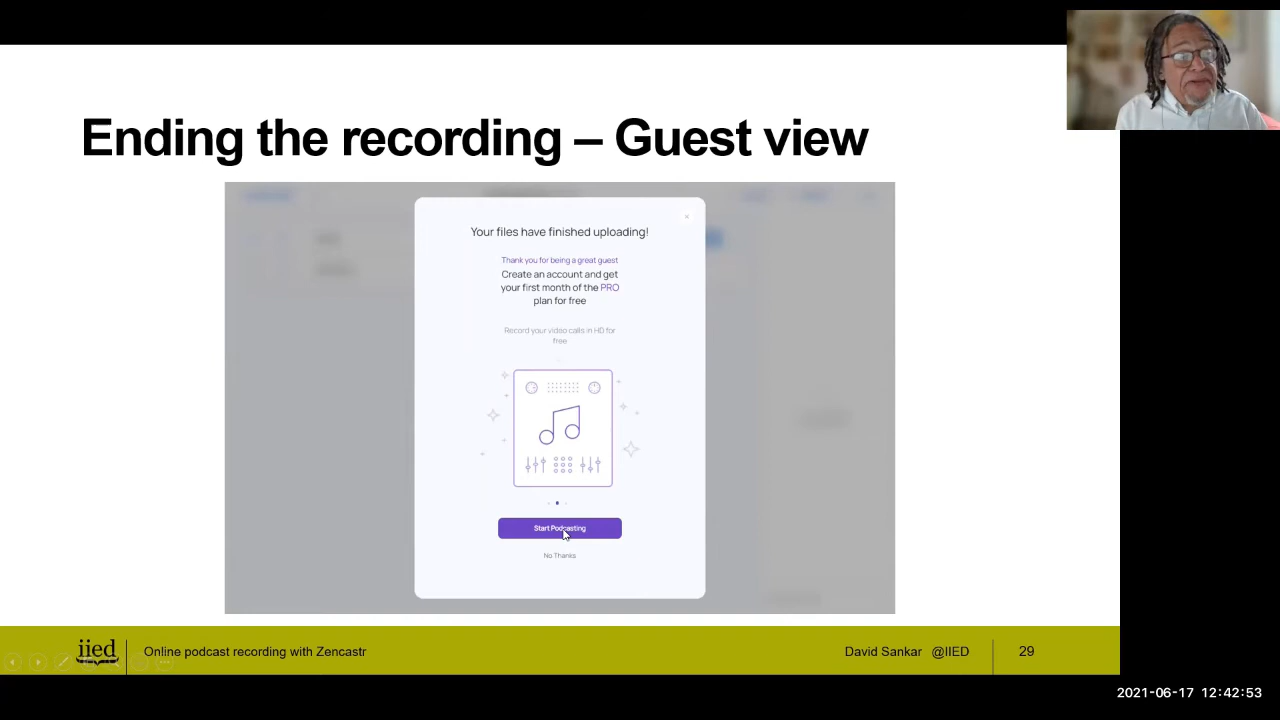 Ending the recording – Guest view
Your files have finished uploading!
Thank you for being a great guest
Create an account and get
your first month of the PRO
plan for free
Record your video calls in HD for
free
Start Podcasting
No Thanks
iied
Online podcast recording with Zencastr
David Sankar @IIED
29
2021-06-17 12:42:53